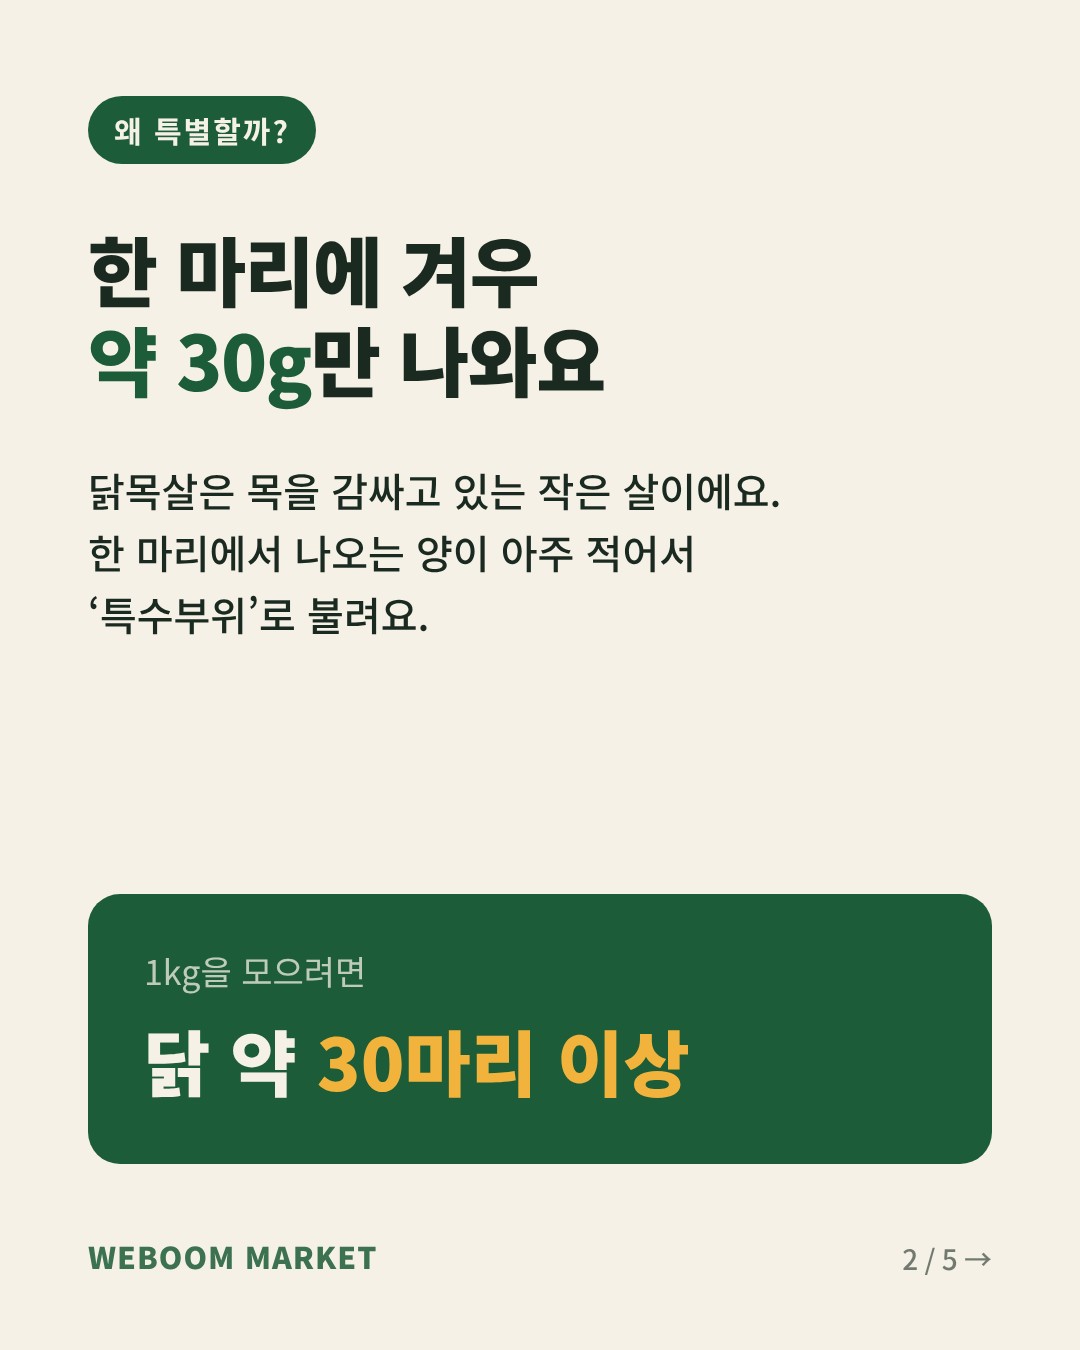 왜 특별할까?
한 마리에 겨우
약 30g만 나와요
닭목살은 목을 감싸고 있는 작은 살이에요.
한 마리에서 나오는 양이 아주 적어서
‘특수부위’로 불려요.
1kg을 모으려면
닭 약 30마리 이상
WEBOOM MARKET
2 / 5 →